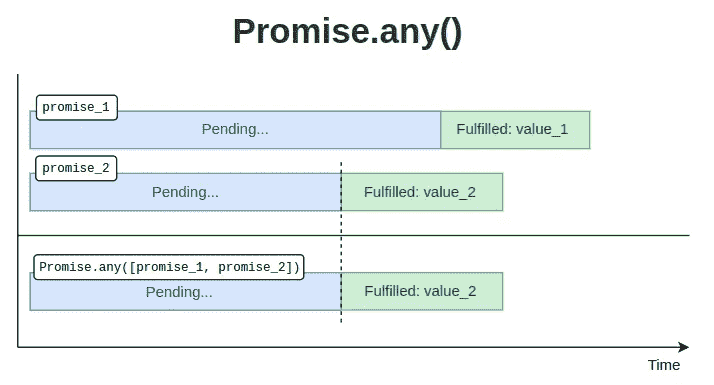 Promise.any()
promise_1
Pending...
Fulfilled: value_1
promise_2
Pending...
Fulfilled: value_2
Promise.any([promise_1, promise_2])
Pending...
Fulfilled: value_2
Time